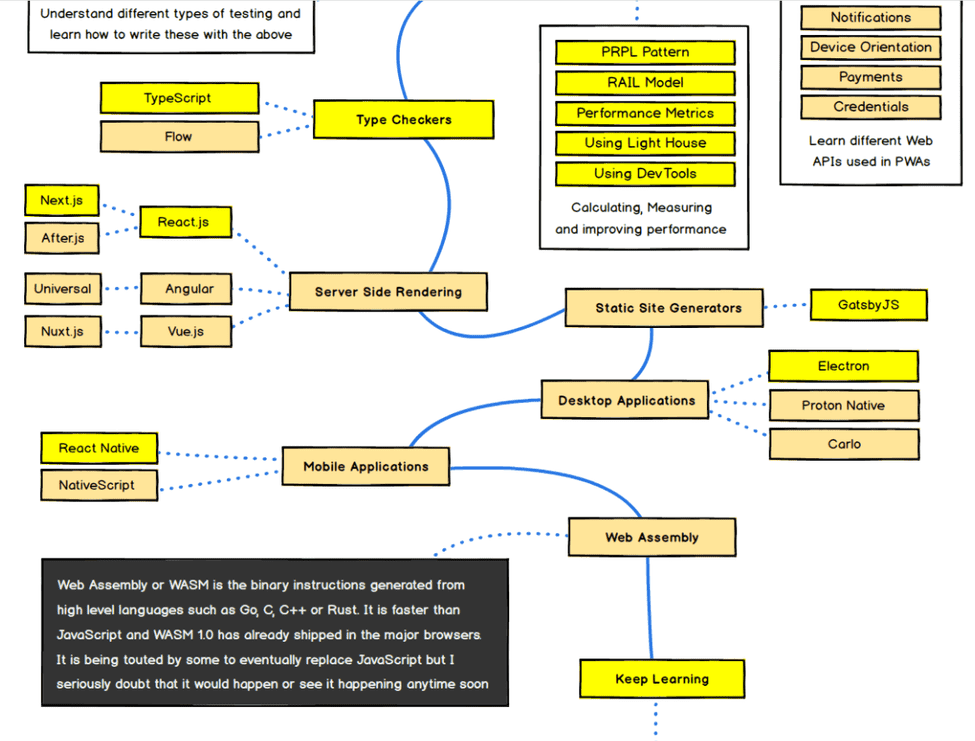 Understand different types of testing and
learn how to write these with the above
PRPL Pattern
RAIL Model
Performance Metrics
Using Light House
Using DevTools
Calculating, Measuring
and improving performance
Notifications
Device Orientation
Payments
Credentials
Learn different Web
APIs used in PWAs
TypeScript
Flow
Type Checkers
Next.js
After.js
React.js
Universal
Angular
Nuxt.js
Vue.js
Server Side Rendering
Static Site Generators
GatsbyJS
Desktop Applications
Electron
Proton Native
Carlo
React Native
NativeScript
Mobile Applications
Web Assembly
Web Assembly or WASM is the binary instructions generated from
high level languages such as Go, C, C++ or Rust. It is faster than
JavaScript and WASM 1.0 has already shipped in the major browsers.
It is being touted by some to eventually replace JavaScript but I
seriously doubt that it would happen or see it happening anytime soon
Keep Learning